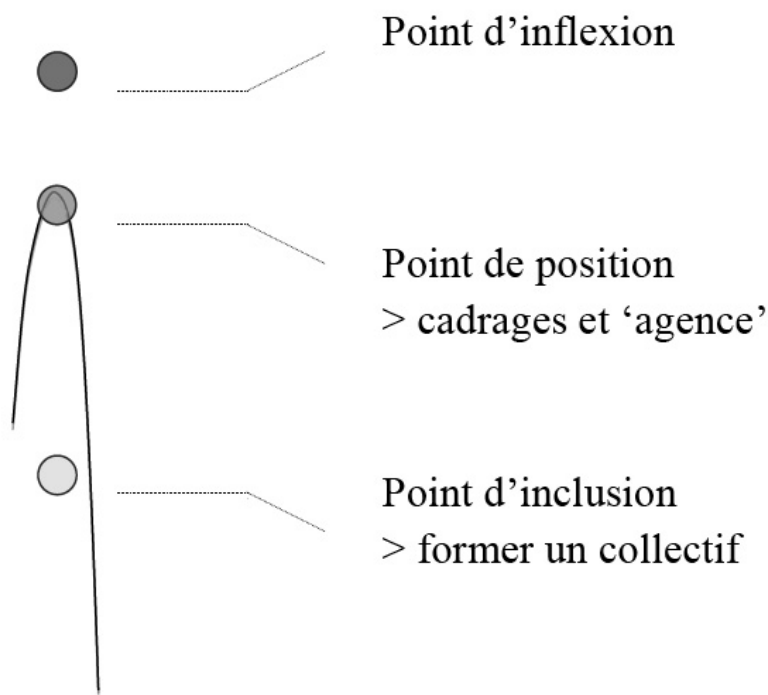 Point d’inflexion
Point de position
> cadrages et ‘agence’
Point d’inclusion
> former un collectif